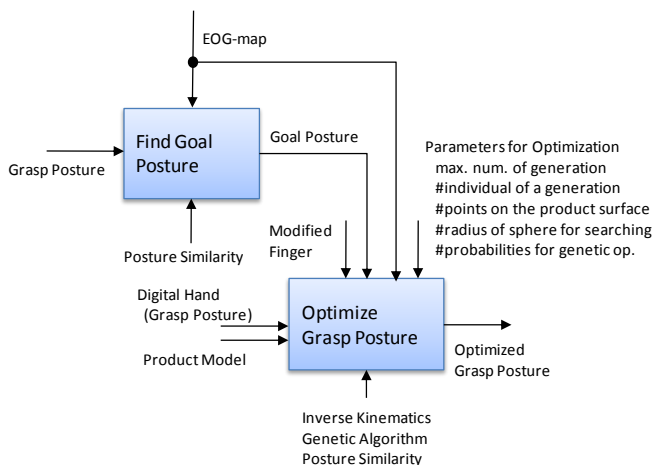 EOG-map
Find Goal
Posture
Goal Posture
Grasp Posture
Posture Similarity
Parameters for Optimization
max. num. of generation
#individual of a generation
#points on the product surface
#radius of sphere for searching
#probabilities for genetic op.
Modified
Finger
Digital Hand
(Grasp Posture)
Product Model
Optimize
Grasp Posture
Optimized
Grasp Posture
Inverse Kinematics
Genetic Algorithm
Posture Similarity